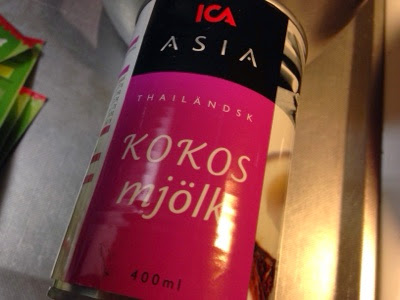 ICA
ASIA
THAILÄNDSK
KOKOS
mjölk
400ml